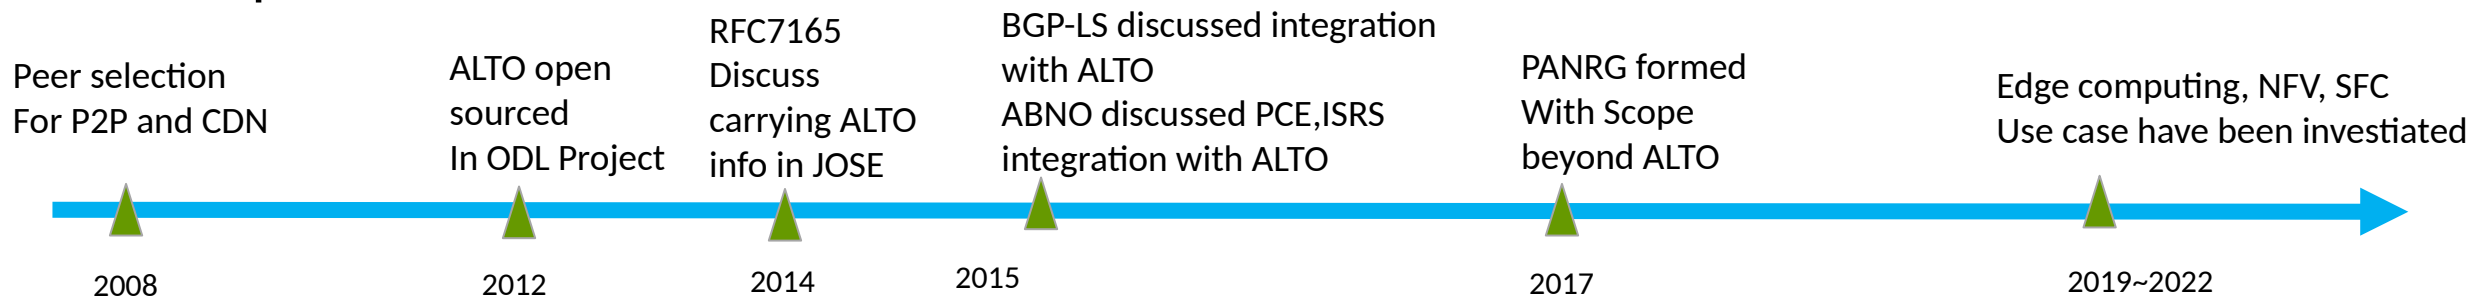 Peer selection
For P2P and CDN
ALTO open
sourced
In ODL Project
RFC7165
Discuss
carrying ALTO
info in JOSE
BGP-LS discussed integration
with ALTO
ABNO discussed PCE,ISRS
integration with ALTO
PANRG formed
With Scope
beyond ALTO
Edge computing, NFV, SFC
Use case have been investiated
2008
2012
2014
2015
2017
2019~2022